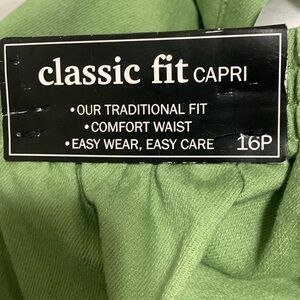 classic fit CAPRI
•OUR TRADITIONAL FIT
•COMFORT WAIST
•EASY WEAR, EASY CARE 16P